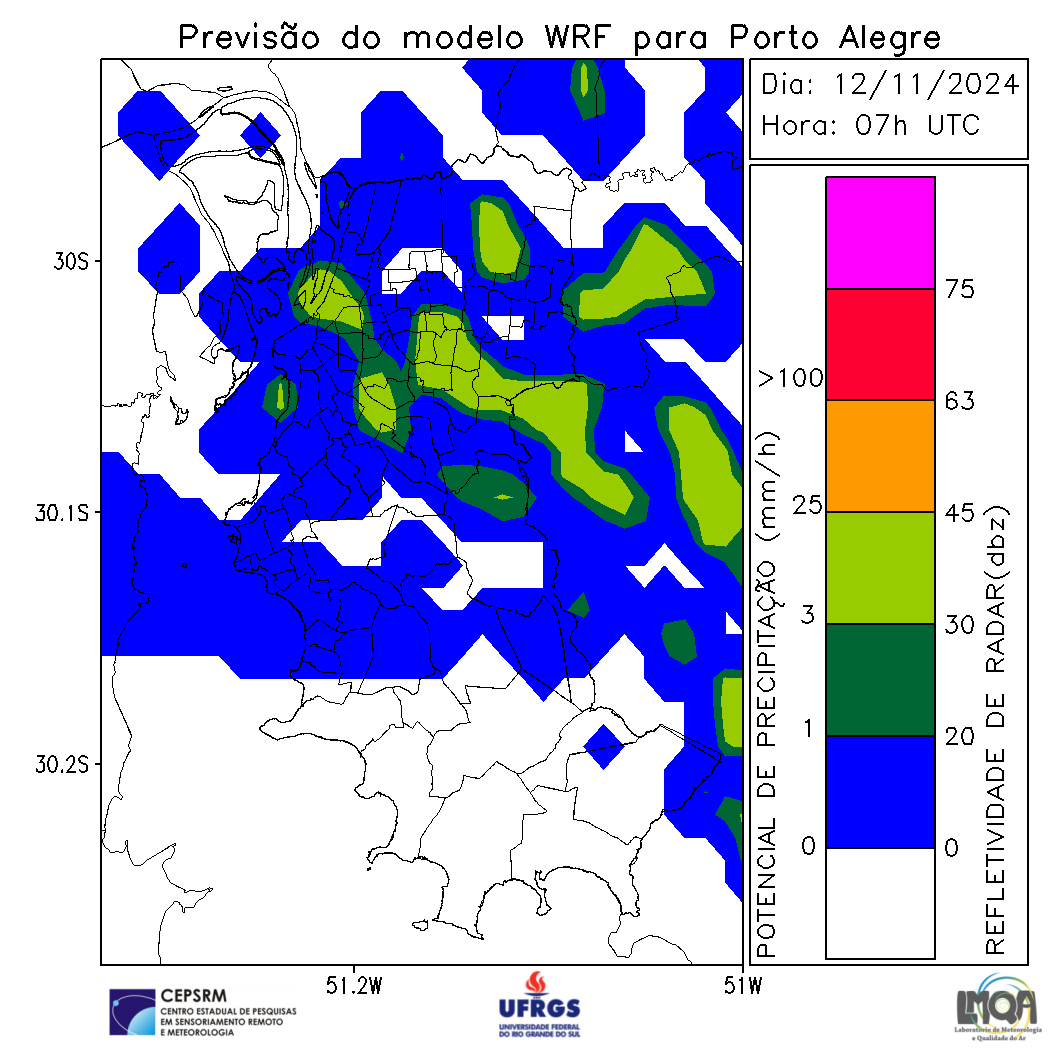 Previsão do modelo WRF para Porto Alegre
Dia: 12/11/2024
Hora: 07h UTC
30S
30.1S
30.2S
51.2W
51W
POTENCIAL DE PRECIPITAÇÃO (mm/h)
>100
25
3
1
0
75
63
45
30
20
0
REFLETIVIDADE DE RADAR(dbz)
CEPSRM
CENTRO ESTADUAL DE PESQUISAS
EM SENSORIAMENTO REMOTO
E METEOROLOGIA
UFRGS
UNIVERSIDADE FEDERAL
DO RIO GRANDE DO SUL
LMQA
Laboratório de Meteorologia
e Qualidade do Ar